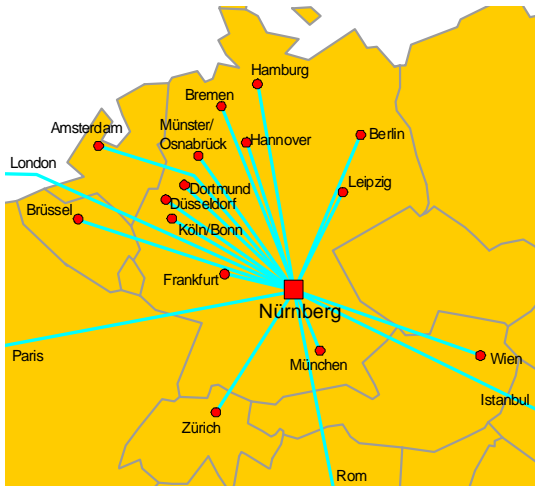 Hamburg
Bremen
Münster/
Osnabrück
Hannover
Amsterdam
Berlin
London
Dortmund
Leipzig
Düsseldorf
Brüssel
Köln/Bonn
Frankfurt
Nürnberg
Paris
München
Wien
Istanbul
Zürich
Rom